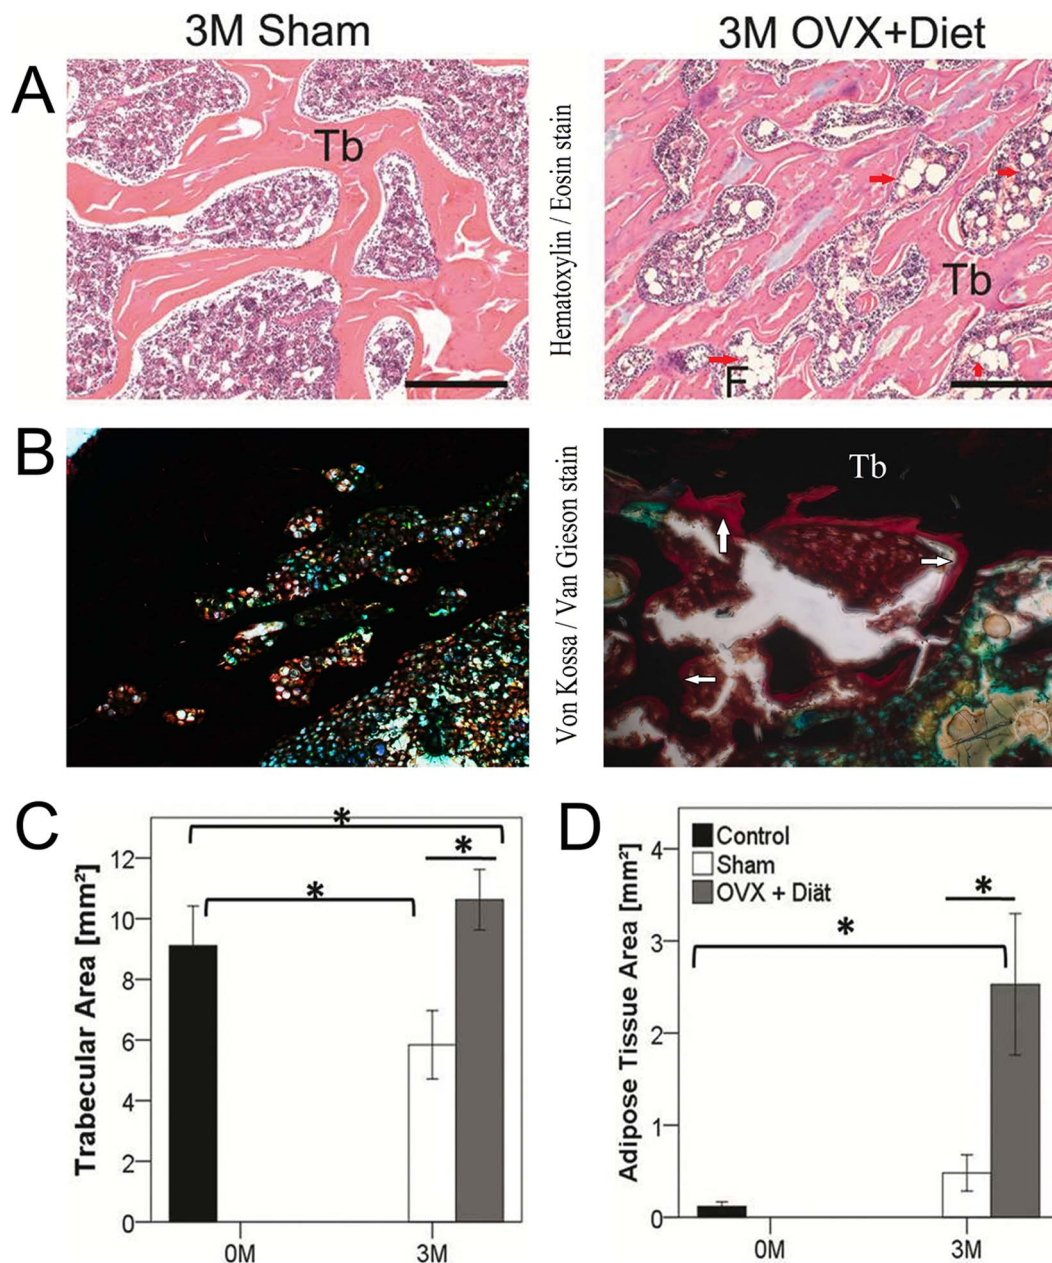 3M Sham
3M OVX+Diet
A
Tb
Hematoxylin / Eosin stain
Tb
F
B
Von Kossa / Van Gieson stain
Tb
C
Trabecular Area [mm²]
12
10
8
6
4
2
0
0M
3M
*
*
*
D
Adipose Tissue Area [mm²]
4
3
2
1
0
0M
3M
Control
Sham
OVX + Diät
*
*